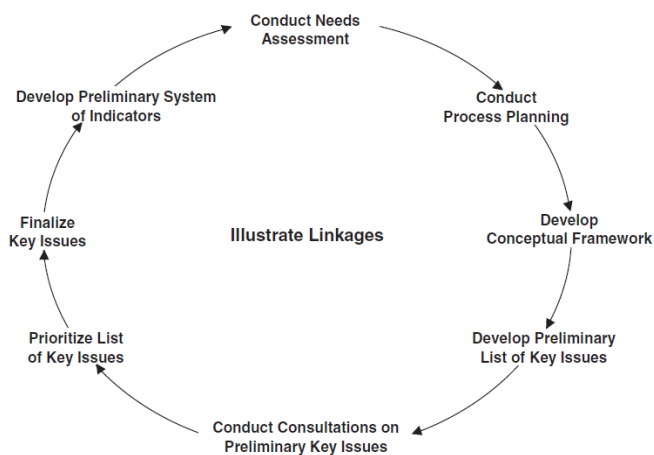 Conduct Needs
Assessment
Conduct
Process Planning
Develop
Conceptual Framework
Develop Preliminary
List of Key Issues
Conduct Consultations on
Preliminary Key Issues
Prioritize List
of Key Issues
Finalize
Key Issues
Develop Preliminary System
of Indicators
Illustrate Linkages